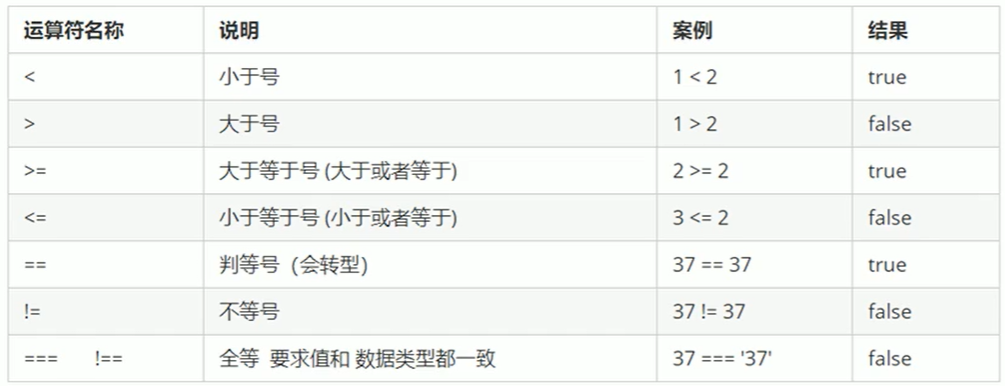 运算符名称 说明 案例 结果
< 小于号 1 < 2 true
> 大于号 1 > 2 false
>= 大于等于号 (大于或者等于) 2 >= 2 true
<= 小于等于号 (小于或者等于) 3 <= 2 false
== 判等号（会转型） 37 == 37 true
!= 不等号 37 != 37 false
=== !== 全等 要求值和 数据类型都一致 37 === '37' false